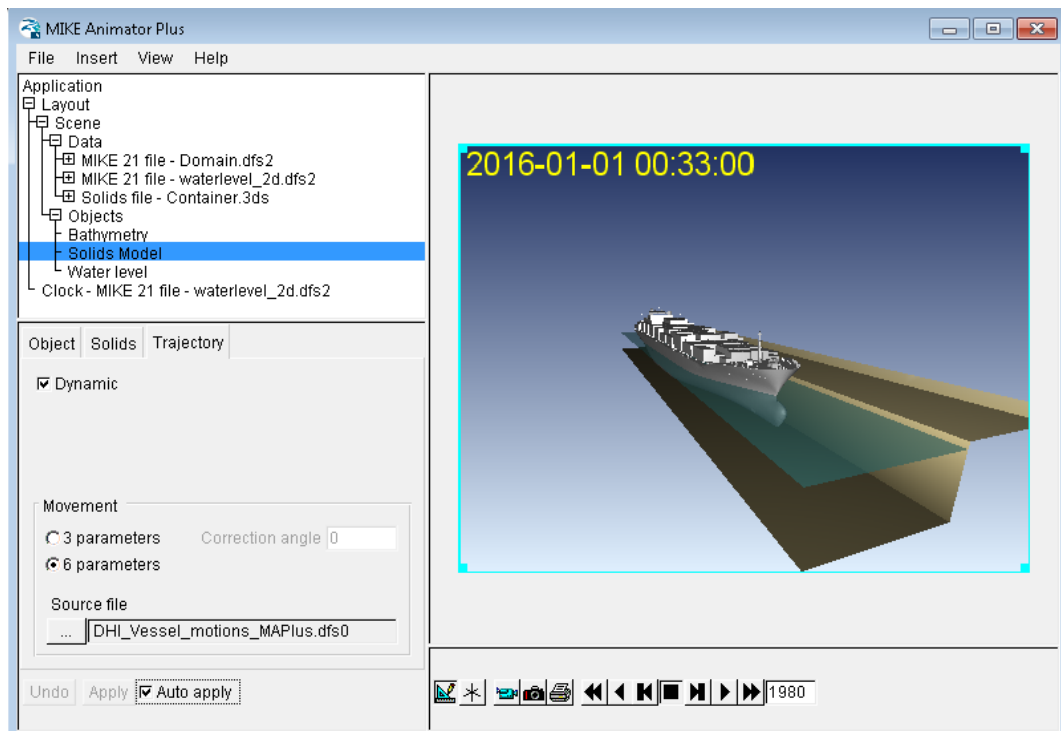 MIKE Animator Plus
File Insert View Help
Application
Layout
Scene
Data
MIKE 21 file - Domain.dfs2
MIKE 21 file - waterlevel_2d.dfs2
Solids file - Container.3ds
Objects
Bathymetry
Solids Model
Water level
Clock - MIKE 21 file - waterlevel_2d.dfs2
Object Solids Trajectory
Dynamic
Movement
3 parameters Correction angle 0
6 parameters
Source file
... DHI_Vessel_motions_MAPlus.dfs0
Undo Apply Auto apply
2016-01-01 00:33:00
1980